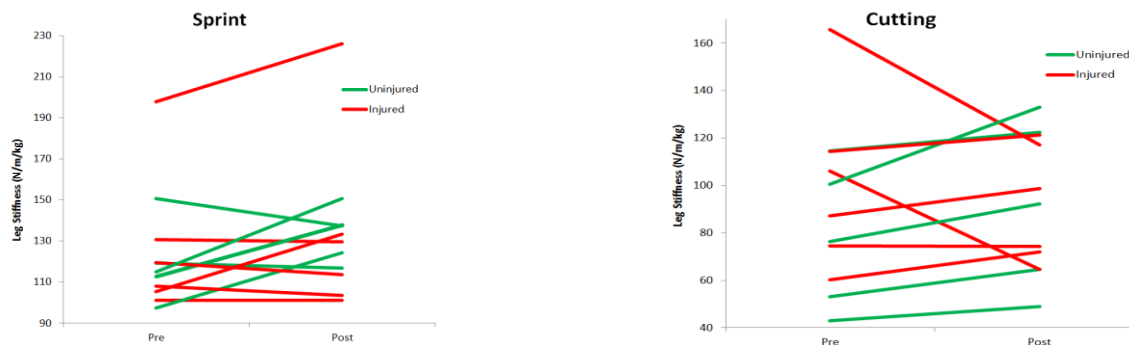 Sprint
Leg Stiffness (N/m/kg)
230
210
190
170
150
130
110
90
Pre
Post
Uninjured
Injured
Cutting
Leg Stiffness (N/m/kg)
160
140
120
100
80
60
40
Pre
Post
Uninjured
Injured